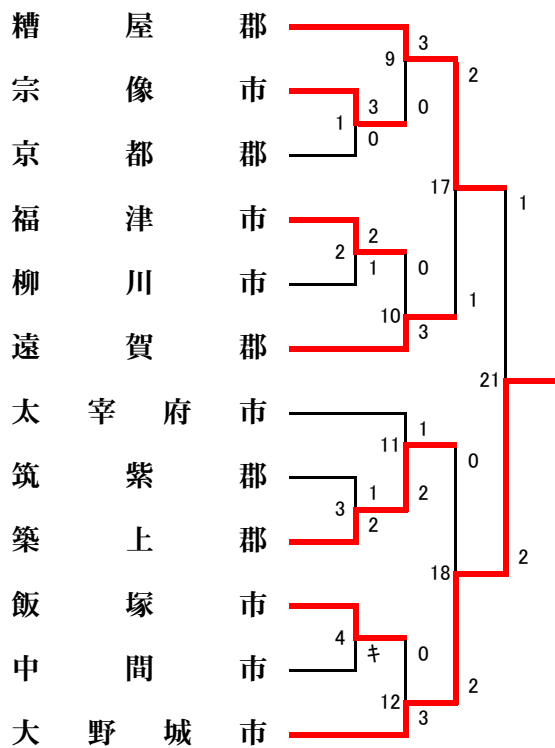 糟屋郡
3
9
2
宗像市
3
0
1
0
京都郡
17
1
福津市
2
2
0
1
柳川市
1
10
3
遠賀郡
21
太宰府市
1
11
0
筑紫郡
1
2
3
2
築上郡
2
18
飯塚市
4
キ
0
中間市
2
12
3
大野城市